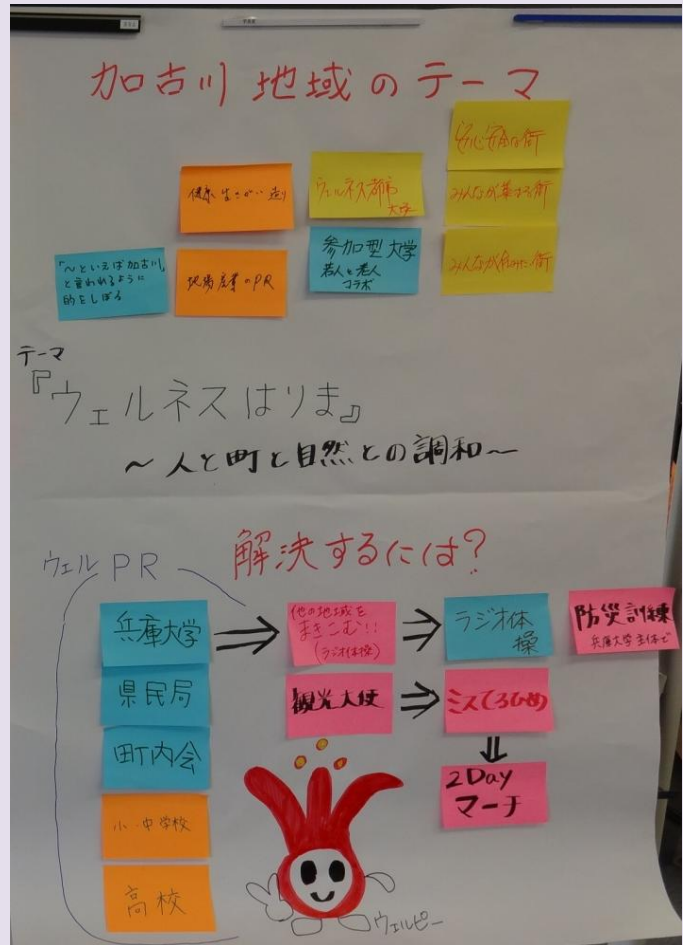 加古川地域のテーマ
安心安全な街
健康生きがい造り
ウェルネス都市
大学
みんなが集まる街
「〜といえば加古川」
と言われるように
的をしぼる
地場産業のPR
参加型大学
若人と老人
コラボ
みんなが住みたい街
テーマ
『ウェルネスはりま』
〜人と町と自然との調和〜
解決するには?
ウェルPR
兵庫大学
⇒
他の地域を
まきこむ!!
(ラジオ体操)
⇒
ラジオ体
操
防災訓練
兵庫大学主体で
県民局
観光大使
⇒
ミスてるひめ
町内会
⇓
2Day
マーチ
小・中学校
高校
ウェルピー